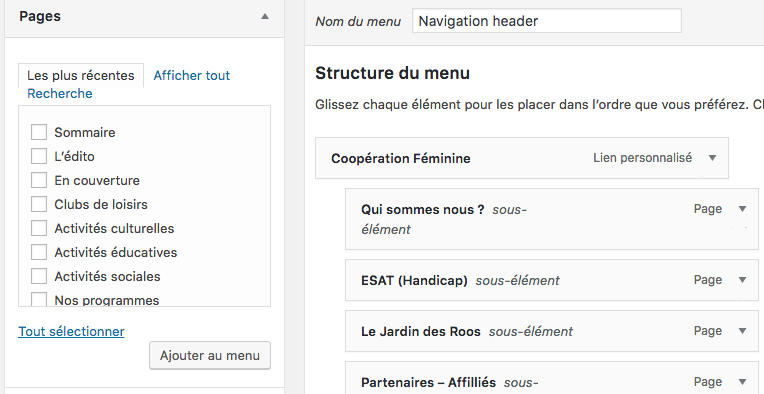 Pages
Les plus récentes
Afficher tout
Recherche
Sommaire
L'édito
En couverture
Clubs de loisirs
Activités culturelles
Activités éducatives
Activités sociales
Nos programmes
Tout sélectionner
Ajouter au menu
Nom du menu Navigation header
Structure du menu
Glissez chaque élément pour les placer dans l'ordre que vous préférez.
Coopération Féminine Lien personnalisé
Qui sommes nous ? sous- Page
élément
ESAT (Handicap) sous-élément Page
Le Jardin des Roos sous-élément Page
Partenaires – Affilliés sous- Page